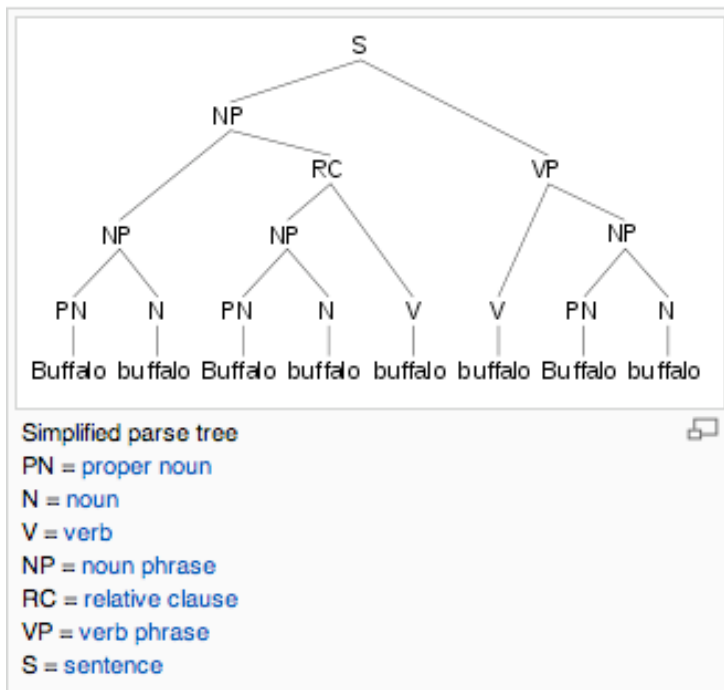 S
NP
RC VP
NP NP NP
PN N PN N V V PN N
Buffalo buffalo Buffalo buffalo buffalo buffalo Buffalo buffalo
Simplified parse tree
PN = proper noun
N = noun
V = verb
NP = noun phrase
RC = relative clause
VP = verb phrase
S = sentence